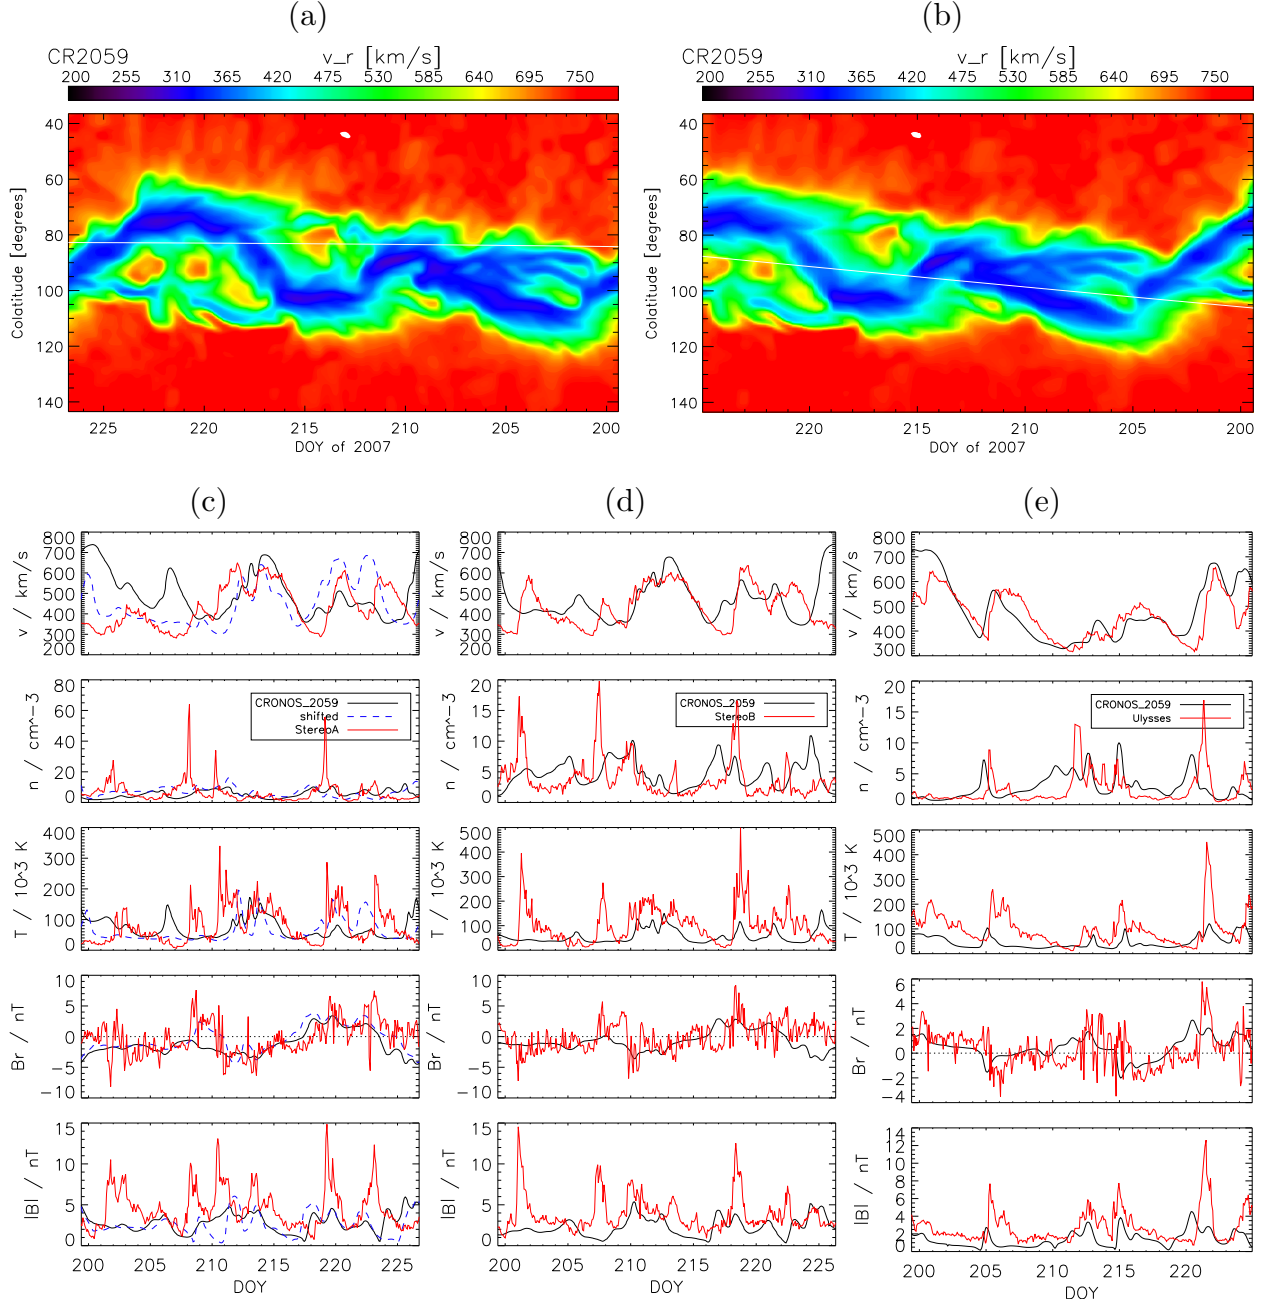 (a) (b)
CR2059 v_r [km/s] CR2059 v_r [km/s]
200 255 310 365 420 475 530 585 640 695 750 200 255 310 365 420 475 530 585 640 695 750
40 40
60 60
80 80
100 100
120 120
140 140
Colatitude [degrees] Colatitude [degrees]
225 220 215 210 205 200 220 215 210 205 200
DOY of 2007 DOY of 2007
(c) (d) (e)
800 800 800
700 700 700
600 600 600
500 500 500
400 400 400
300 300 300
200 200
v / km/s v / km/s v / km/s
80 20 20
60 15 15
40 10 10
20 5 5
0 0 0
n / cm^-3 n / cm^-3 n / cm^-3
CRONOS_2059 CRONOS_2059 CRONOS_2059
shifted StereoB Ulysses
StereoA
400 500 500
300 400 400
200 300 300
100 200 200
0 100 100
0 0
T / 10^3 K T / 10^3 K T / 10^3 K
10 10 6
5 5 4
0 0 2
-5 -5 0
-10 -10 -2
-4
Br / nT Br / nT Br / nT
15 15 14
10 10 12
5 5 10
0 0 8
6
4
2
0
|B| / nT |B| / nT |B| / nT
200 205 210 215 220 225 200 205 210 215 220 225 200 205 210 215 220
DOY DOY DOY